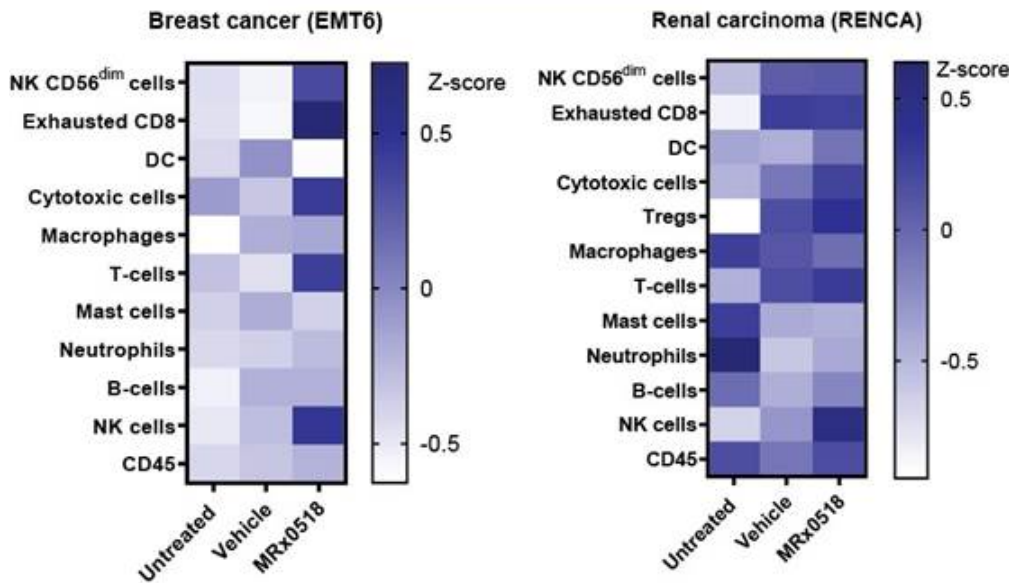 Breast cancer (EMT6)
NK CD56dim cells
Exhausted CD8
DC
Cytotoxic cells
Macrophages
T-cells
Mast cells
Neutrophils
B-cells
NK cells
CD45
Untreated
Vehicle
MRx0518
Z-score
0.5
0
-0.5
Renal carcinoma (RENCA)
NK CD56dim cells
Exhausted CD8
DC
Cytotoxic cells
Tregs
Macrophages
T-cells
Mast cells
Neutrophils
B-cells
NK cells
CD45
Untreated
Vehicle
MRx0518
Z-score
0.5
0
-0.5